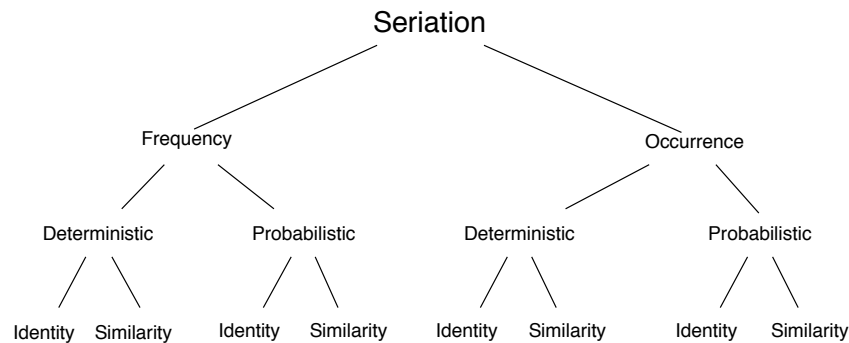 Seriation
Frequency Occurrence
Deterministic Probabilistic Deterministic Probabilistic
Identity Similarity Identity Similarity Identity Similarity Identity Similarity